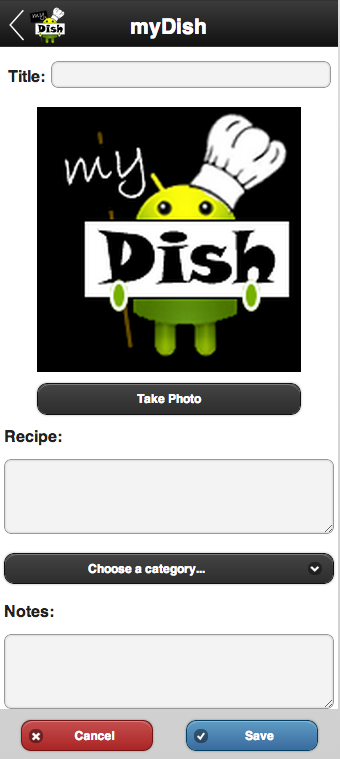 my
Dish
myDish
Title:
my
Dish
Take Photo
Recipe:
Choose a category...
Notes:
Cancel
Save